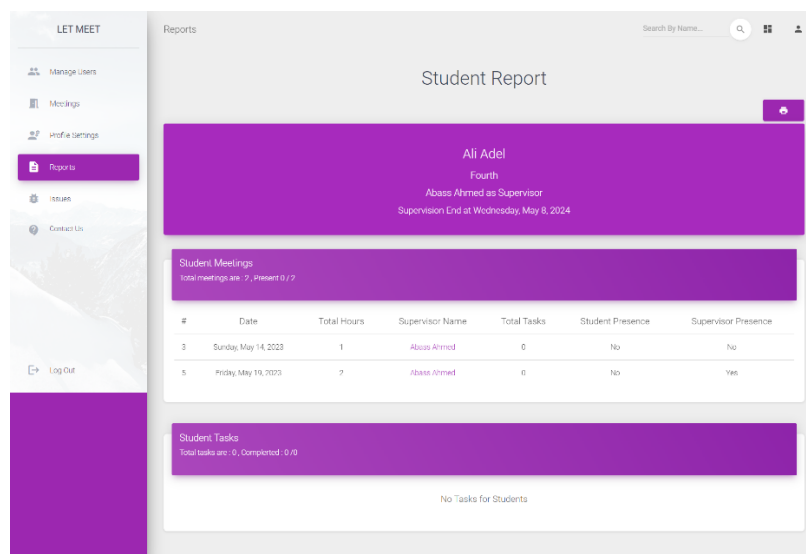 LET MEET
Manage Users
Meetings
Profile Settings
Reports
Issues
Contact Us
Log Out
Reports
Search By Name...
Student Report
Ali Adel
Fourth
Abass Ahmed as Supervisor
Supervision End at Wednesday, May 8, 2024
Student Meetings
Total meetings are : 2 , Present 0 / 2
# Date Total Hours Supervisor Name Total Tasks Student Presence Supervisor Presence
3 Sunday, May 14, 2023 1 Abass Ahmed 0 No No
5 Friday, May 19, 2023 2 Abass Ahmed 0 No Yes
Student Tasks
Total tasks are : 0 , Complerted : 0 /0
No Tasks for Students